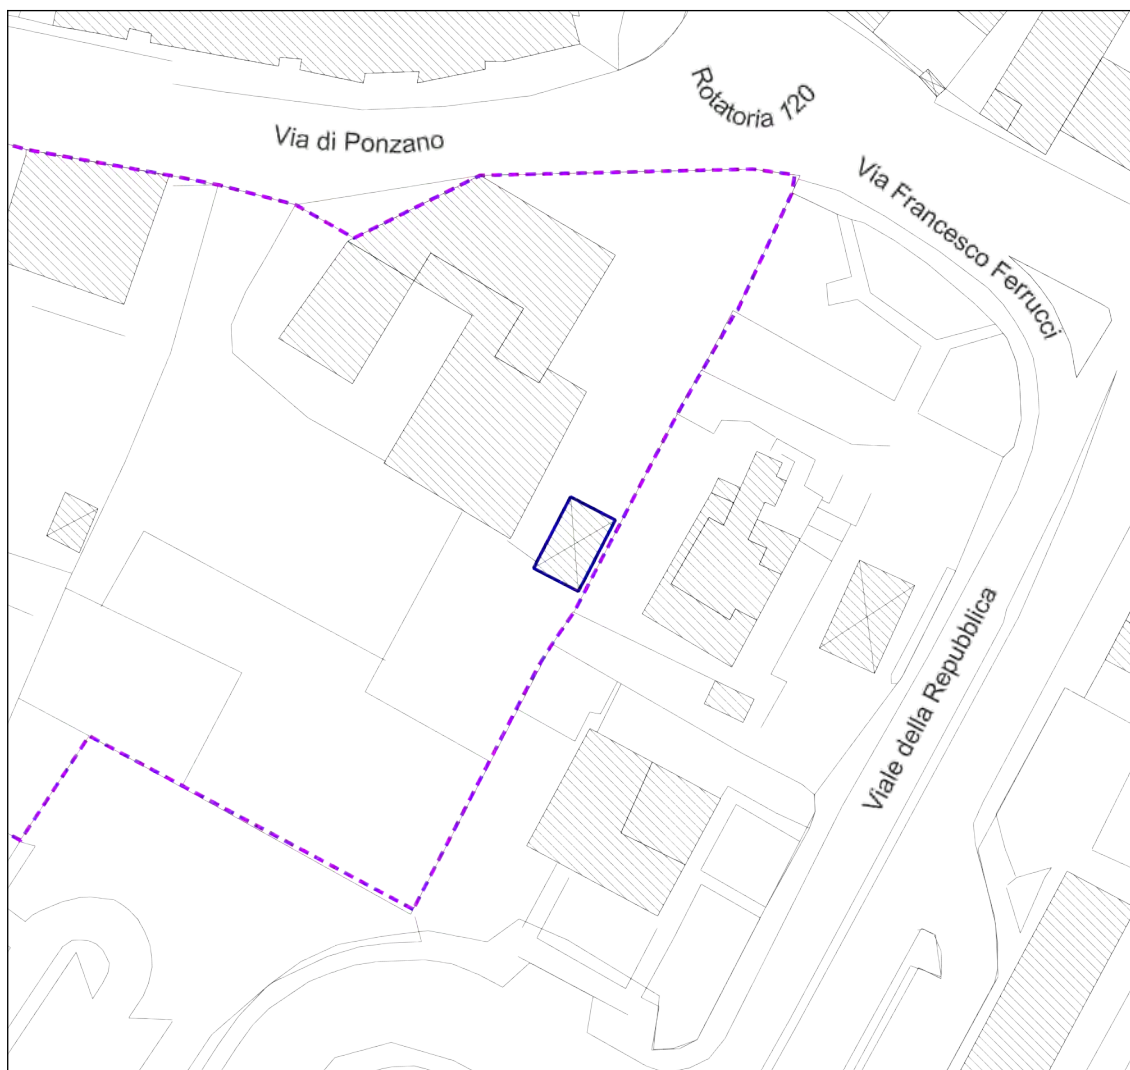 Via di Ponzano
Rotatoria 120
Via Francesco Ferrucci
Viale della Repubblica